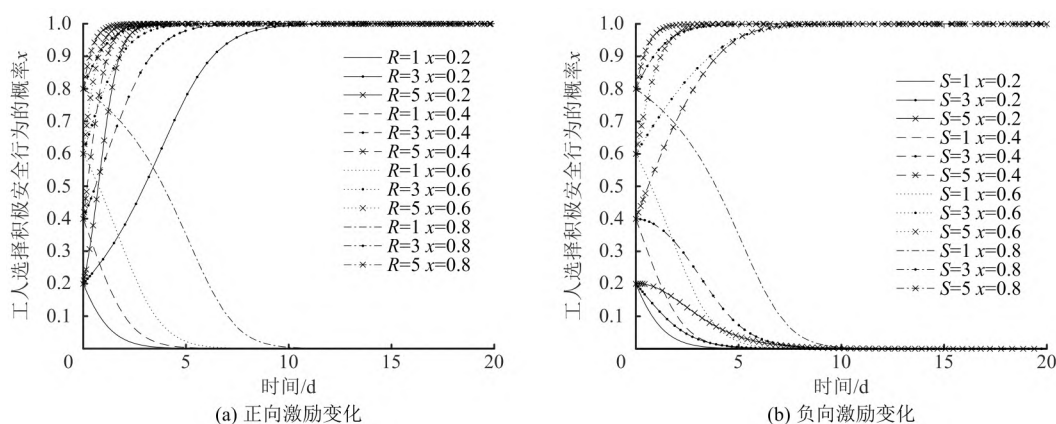 工人选择积极安全行为的概率x
1.0
0.9
0.8
0.7
0.6
0.5
0.4
0.3
0.2
0.1
0
5
10
15
20
时间/d
R=1 x=0.2
R=3 x=0.2
R=5 x=0.2
R=1 x=0.4
R=3 x=0.4
R=5 x=0.4
R=1 x=0.6
R=3 x=0.6
R=5 x=0.6
R=1 x=0.8
R=3 x=0.8
R=5 x=0.8
(a) 正向激励变化
工人选择积极安全行为的概率x
1.0
0.9
0.8
0.7
0.6
0.5
0.4
0.3
0.2
0.1
0
5
10
15
20
时间/d
S=1 x=0.2
S=3 x=0.2
S=5 x=0.2
S=1 x=0.4
S=3 x=0.4
S=5 x=0.4
S=1 x=0.6
S=3 x=0.6
S=5 x=0.6
S=1 x=0.8
S=3 x=0.8
S=5 x=0.8
(b) 负向激励变化